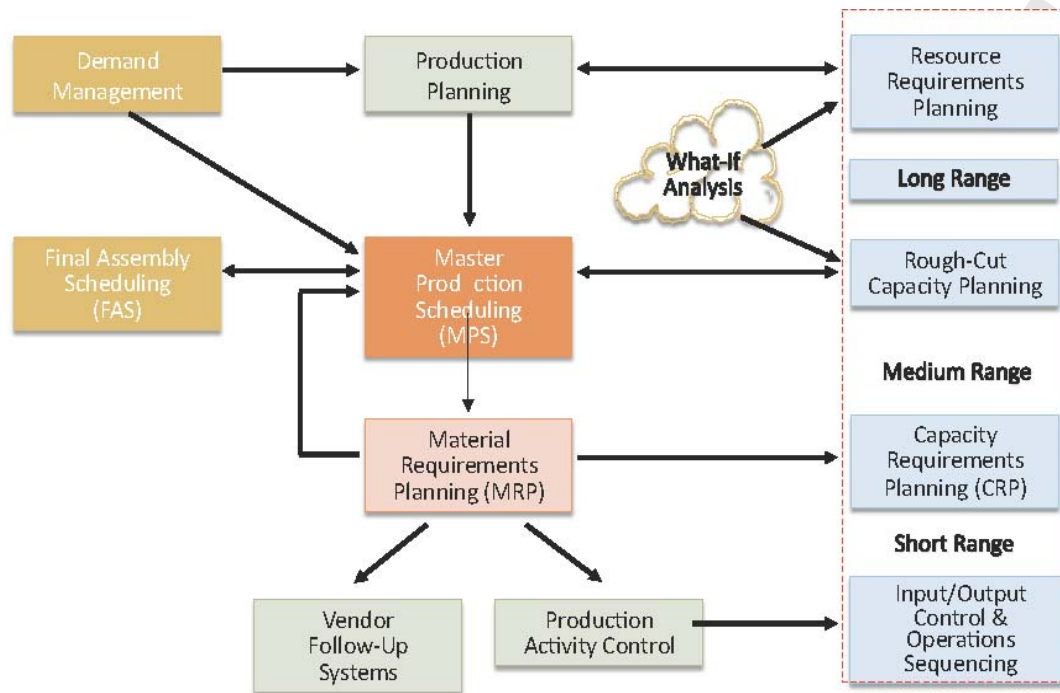 Demand
Management
Production
Planning
Resource
Requirements
Planning
What-If
Analysis
Long Range
Final Assembly
Scheduling
(FAS)
Master
Prod ction
Scheduling
(MPS)
Rough-Cut
Capacity Planning
Medium Range
Material
Requirements
Planning (MRP)
Capacity
Requirements
Planning (CRP)
Short Range
Vendor
Follow-Up
Systems
Production
Activity Control
Input/Output
Control &
Operations
Sequencing